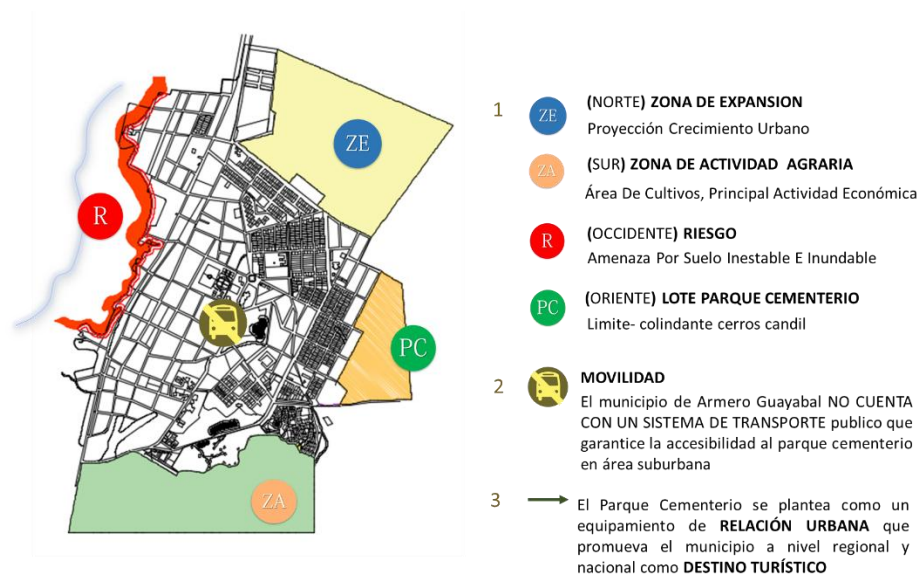 ZE
R
PC
ZA
1
ZE
(NORTE) ZONA DE EXPANSION
Proyección Crecimiento Urbano
ZA
(SUR) ZONA DE ACTIVIDAD AGRARIA
Área De Cultivos, Principal Actividad Económica
R
(OCCIDENTE) RIESGO
Amenaza Por Suelo Inestable E Inundable
PC
(ORIENTE) LOTE PARQUE CEMENTERIO
Limite- colindante cerros candil
2
MOVILIDAD
El municipio de Armero Guayabal NO CUENTA
CON UN SISTEMA DE TRANSPORTE publico que
garantice la accesibilidad al parque cementerio
en área suburbana
3
El Parque Cementerio se plantea como un
equipamiento de RELACIÓN URBANA que
promueva el municipio a nivel regional y
nacional como DESTINO TURÍSTICO